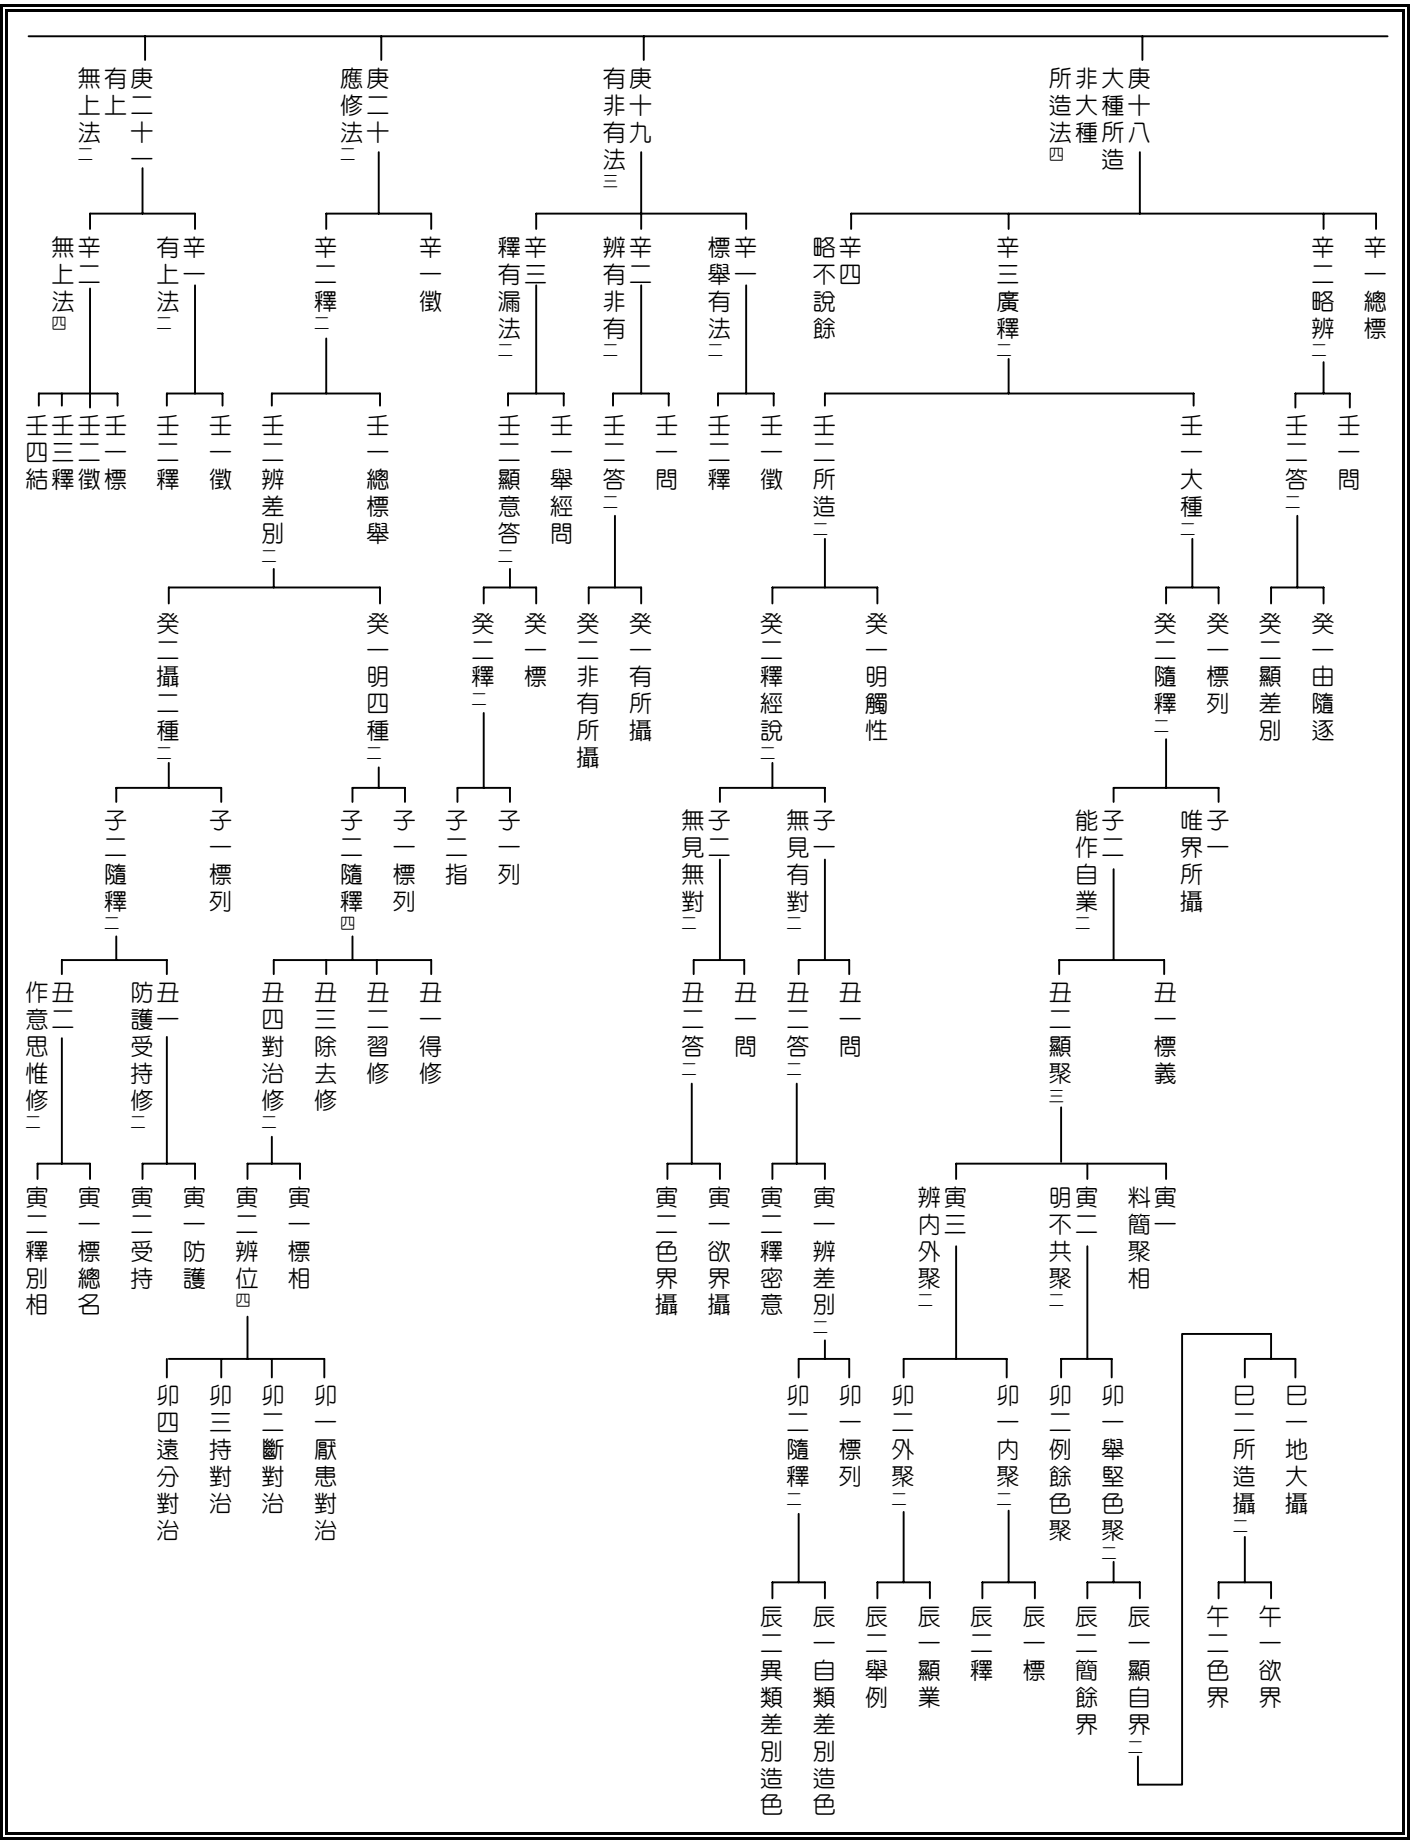 庚十八
大種所造
非大種
所造法四
庚十九
有非有法三
庚二十
應修法二
庚二十一
有上
無上法二
辛一總標
辛二略辨二
辛三廣釋二
辛四
略不說餘
辛一
標舉有法二
辛二
辨有非有二
辛三
釋有漏法二
辛一徵
辛二釋二
辛一
有上法二
辛二
無上法四
壬一問
壬二答二
壬一大種二
壬二所造二
壬一徵
壬二釋
壬一問
壬二答二
壬一舉經問
壬二顯意答二
壬一總標舉
壬二辨差別二
壬一徵
壬二釋
壬一標
壬二徵
壬三釋
壬四結
癸一由隨逐
癸二顯差別
癸一標列
癸二隨釋二
癸一明觸性
癸二釋經說二
癸一有所攝
癸二非有所攝
癸一標
癸二釋二
癸一明四種二
癸二攝二種二
子一
唯界所攝
子二
能作自業二
子一
無見有對二
子二
無見無對二
子一列
子二指
子一標列
子二隨釋四
子一標列
子二隨釋二
丑一標義
丑二顯聚三
丑一問
丑二答二
丑一問
丑二答二
丑一得修
丑二習修
丑三除去修
丑四對治修二
丑一
防護受持修二
丑二
作意思惟修二
寅一
料簡聚相
寅二
明不共聚二
寅三
辨内外聚二
寅一辨差別二
寅二釋密意
寅一欲界攝
寅二色界攝
寅一標相
寅二辨位四
寅一防護
寅二受持
寅一標總名
寅二釋別相
巳一地大攝
巳二所造攝二
卯一舉堅色聚二
卯二例餘色聚
卯一内聚二
卯二外聚二
卯一標列
卯二隨釋二
卯一厭患對治
卯二斷對治
卯三持對治
卯四遠分對治
午一欲界
午二色界
辰一顯自界二
辰二簡餘界
辰一標
辰二釋
辰一顯業
辰二舉例
辰一自類差別造色
辰二異類差別造色